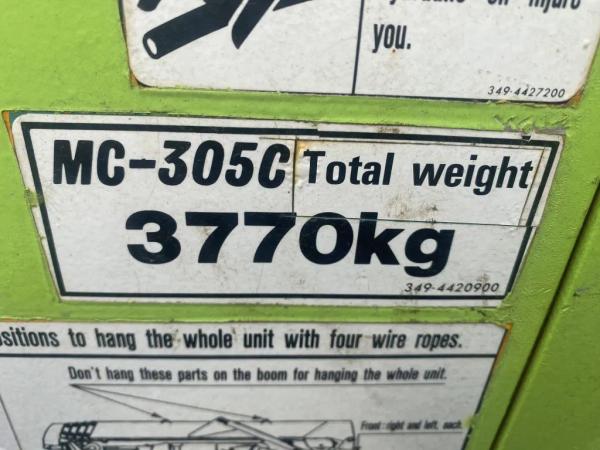 you.
349-4427200
MC-305C Total weight
3770kg
349-4420900
to hang the whole unit with four wire ropes.
Don't hang these parts on the boom for hanging the whole unit.
Front:right and left, each.